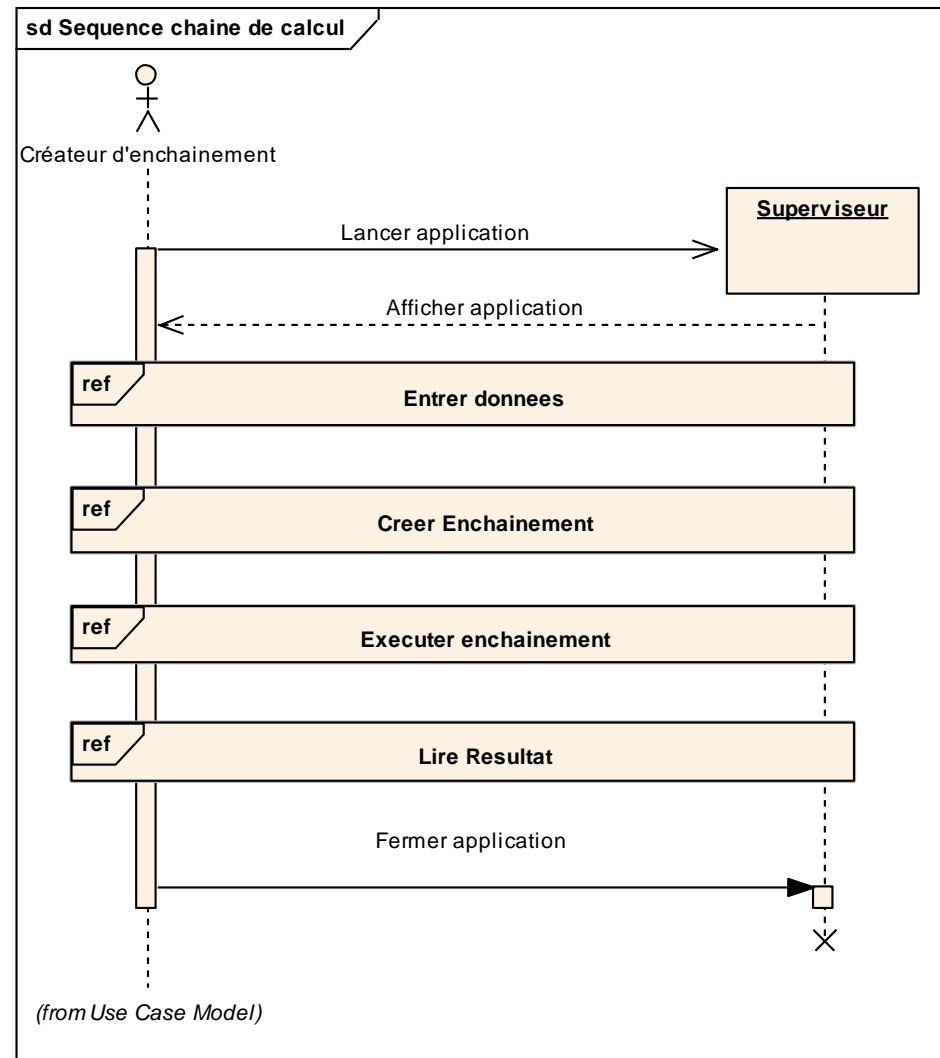 sd Sequence chaine de calcul
Créateur d'enchainement
Superviseur
Lancer application
Afficher application
ref
Entrer donnees
ref
Creer Enchainement
ref
Executer enchainement
ref
Lire Resultat
Fermer application
(from Use Case Model)